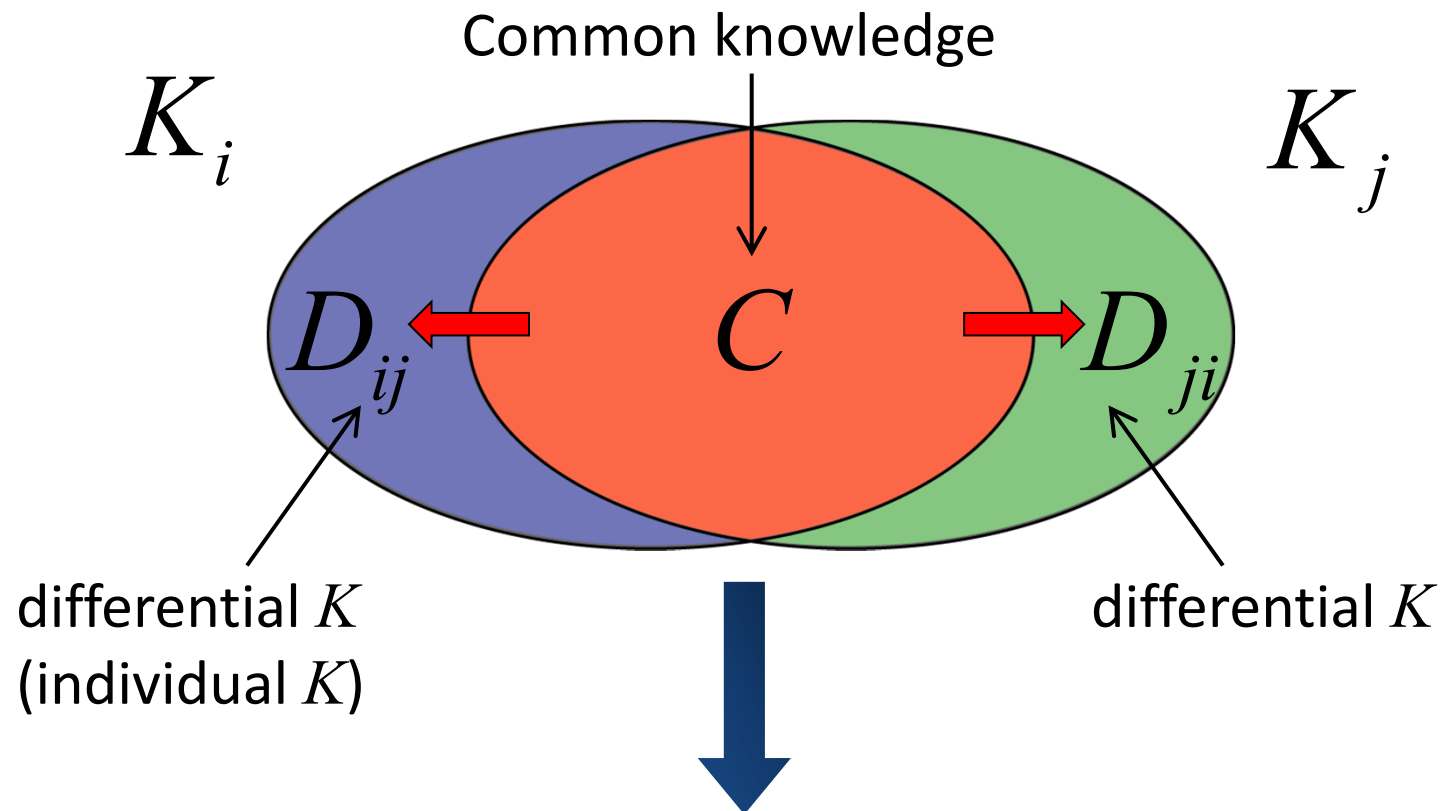 Common knowledge
K_i
K_j
D_ij
C
D_ji
differential K
(individual K)
differential K